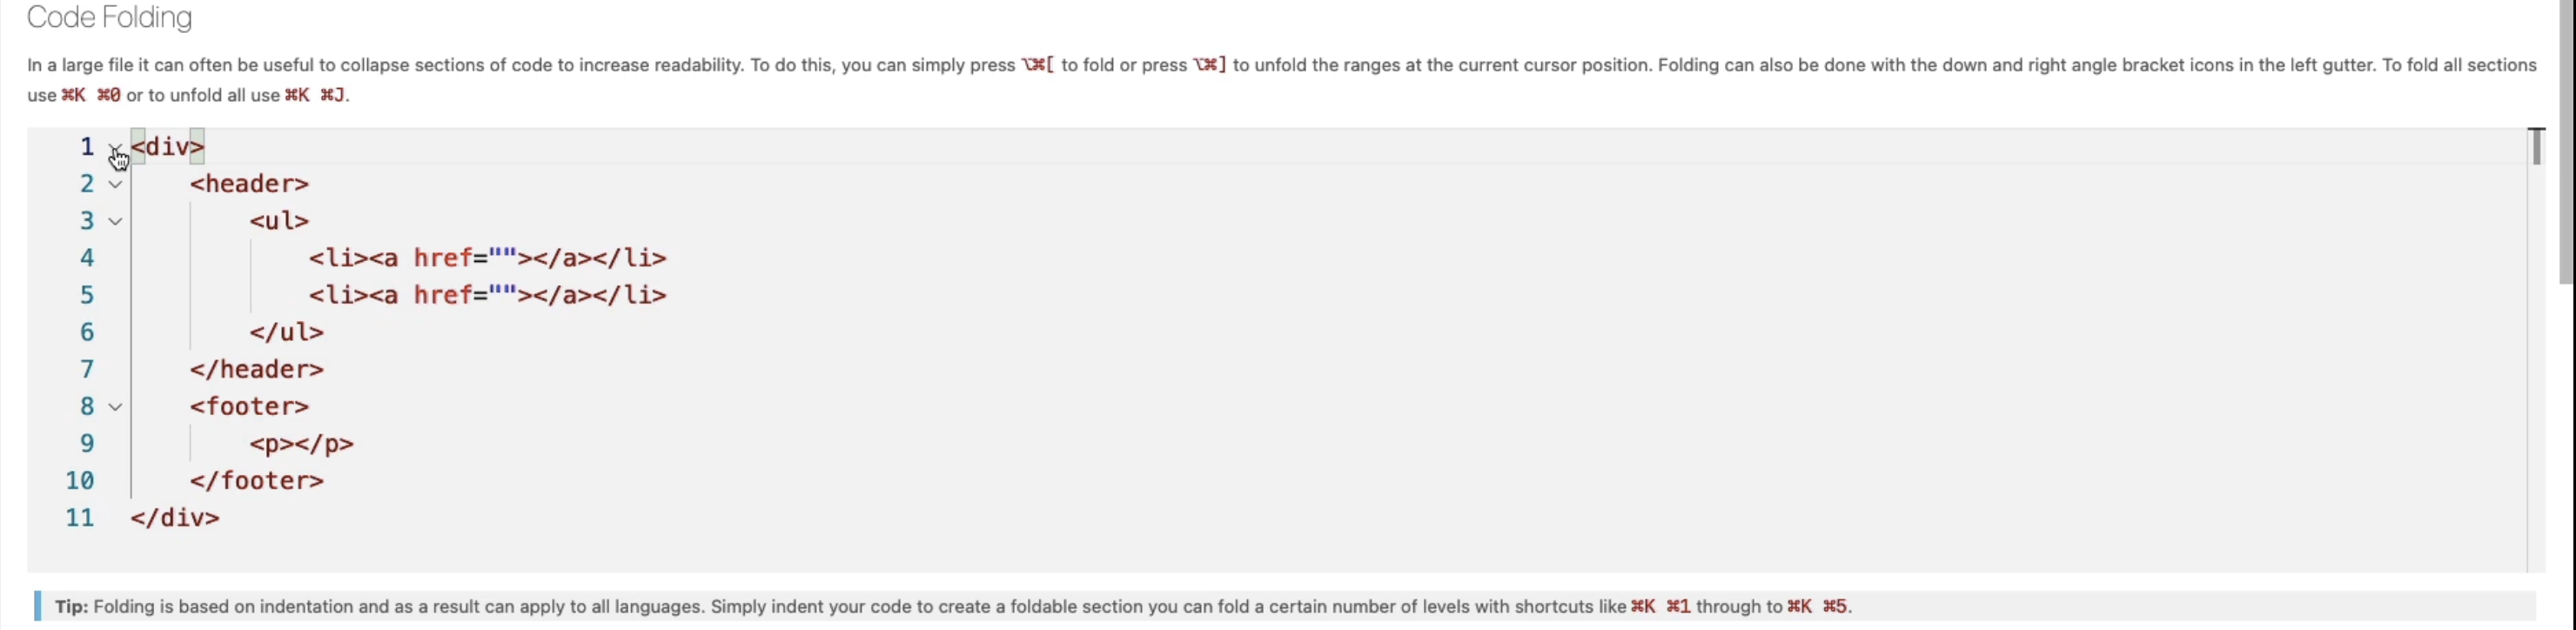 Code Folding
In a large file it can often be useful to collapse sections of code to increase readability. To do this, you can simply press ⌥⌘[ to fold or press ⌥⌘] to unfold the ranges at the current cursor position. Folding can also be done with the down and right angle bracket icons in the left gutter. To fold all sections
use ⌘K ⌘0 or to unfold all use ⌘K ⌘J.
1 <div>
2     <header>
3         <ul>
4             <li><a href=""></a></li>
5             <li><a href=""></a></li>
6         </ul>
7     </header>
8     <footer>
9         <p></p>
10     </footer>
11 </div>
Tip: Folding is based on indentation and as a result can apply to all languages. Simply indent your code to create a foldable section you can fold a certain number of levels with shortcuts like ⌘K ⌘1 through to ⌘K ⌘5.